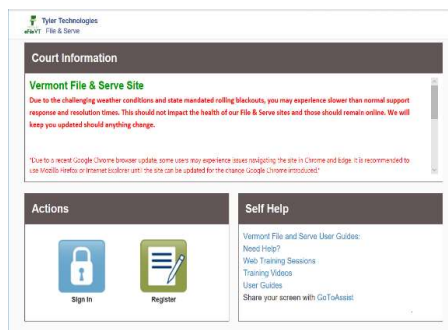 Tyler Technologies
eFileVT File & Serve
Court Information
Vermont File & Serve Site
Due to the challenging weather conditions and state mandated rolling blackouts, you may experience slower than normal support
response and resolution times. This should not impact the health of our File & Serve sites and those should remain online. We will
keep you updated should anything change.
"Due to a recent Google Chrome browser update, some users may experience issues navigating the site in Chrome and Edge. It is recommended to
use Mozilla Firefox or Internet Explorer until the site can be updated for the change Google Chrome introduced."
Actions
Sign In
Register
Self Help
Vermont File and Serve User Guides:
Need Help?
Web Training Sessions
Training Videos
User Guides
Share your screen with GoToAssist